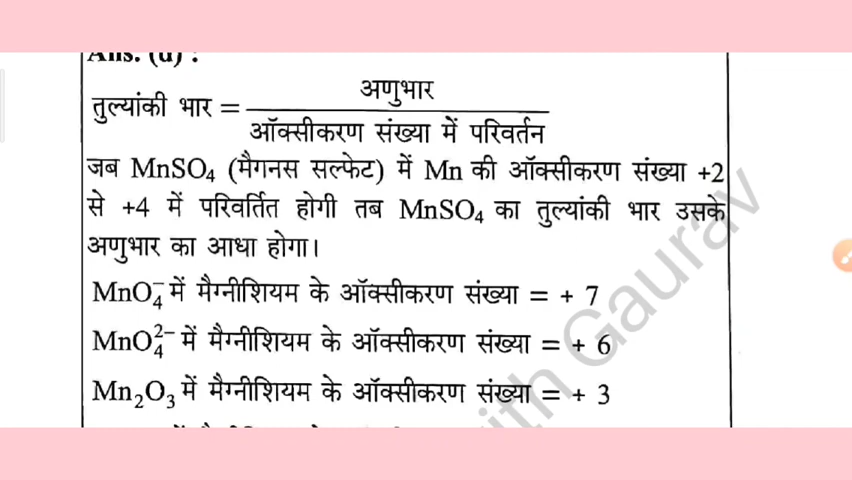 Ans. (d) :
तुल्यांकी भार = अणुभार / ऑक्सीकरण संख्या में परिवर्तन
जब MnSO₄ (मैगनस सल्फेट) में Mn की ऑक्सीकरण संख्या +2
से +4 में परिवर्तित होगी तब MnSO₄ का तुल्यांकी भार उसके
अणुभार का आधा होगा।
MnO₄⁻ में मैग्नीशियम के ऑक्सीकरण संख्या = + 7
MnO₄²⁻ में मैग्नीशियम के ऑक्सीकरण संख्या = + 6
Mn₂O₃ में मैग्नीशियम के ऑक्सीकरण संख्या = + 3
with Gaurav